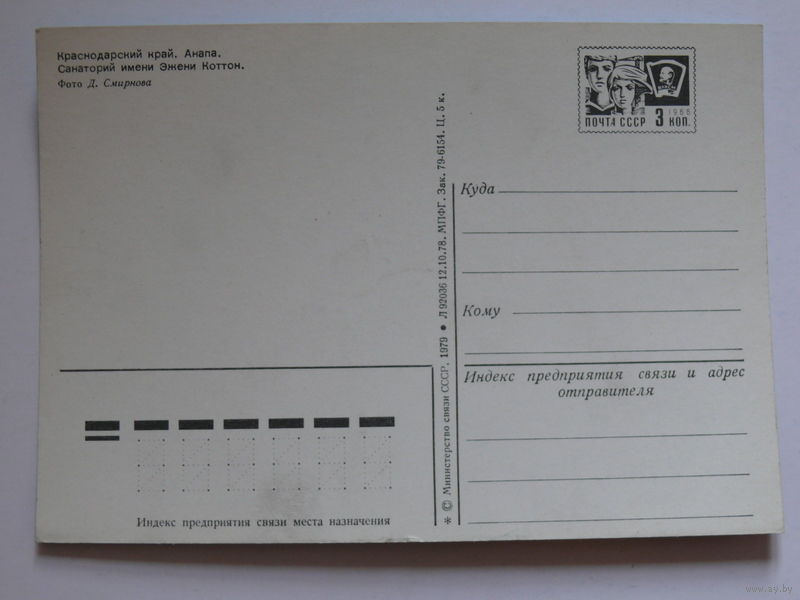 Краснодарский край. Анапа.
Санаторий имени Эжени Коттон.
Фото Д. Смирнова
ПОЧТА СССР 3 КОП.
1966
Куда
Кому
Индекс предприятия связи и адрес
отправителя
* © Министерство связи СССР, 1979 ● Л 92036 12.10.78. МПФГ. Зак. 79-6154. Ц. 5 к.
Индекс предприятия связи места назначения
www.ay.by